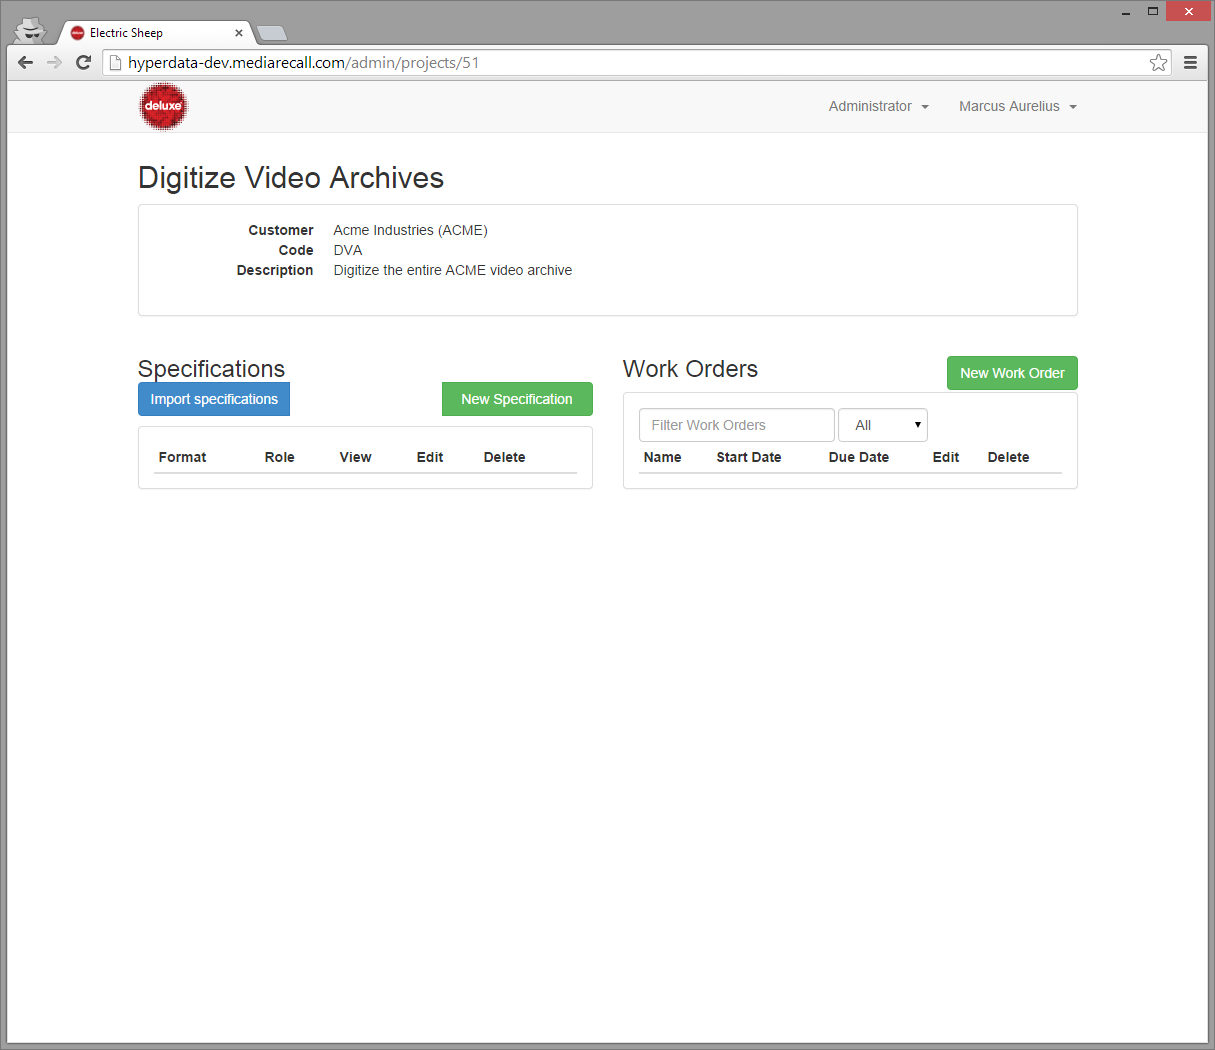 Electric Sheep
hyperdata-dev.mediarecall.com/admin/projects/51
deluxe
Administrator
Marcus Aurelius
Digitize Video Archives
Customer Acme Industries (ACME)
Code DVA
Description Digitize the entire ACME video archive
Specifications
Import specifications
New Specification
Format Role View Edit Delete
Work Orders
New Work Order
Filter Work Orders
All
Name Start Date Due Date Edit Delete